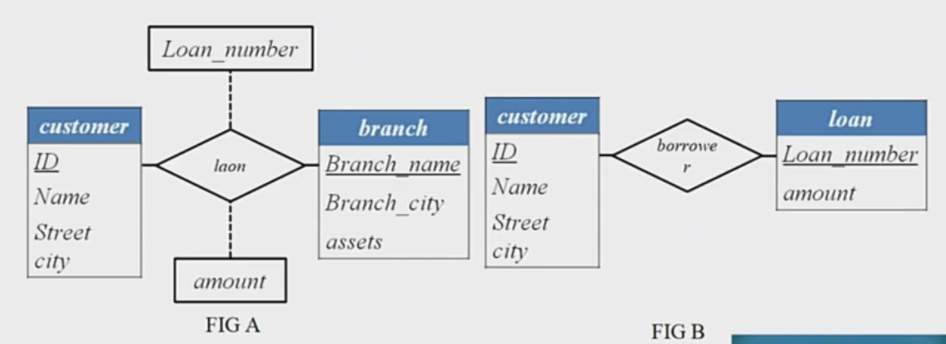 Loan_number
customer
ID
Name
Street
city
laon
branch
Branch_name
Branch_city
assets
amount
FIG A
customer
ID
Name
Street
city
borrowe
r
loan
Loan_number
amount
FIG B